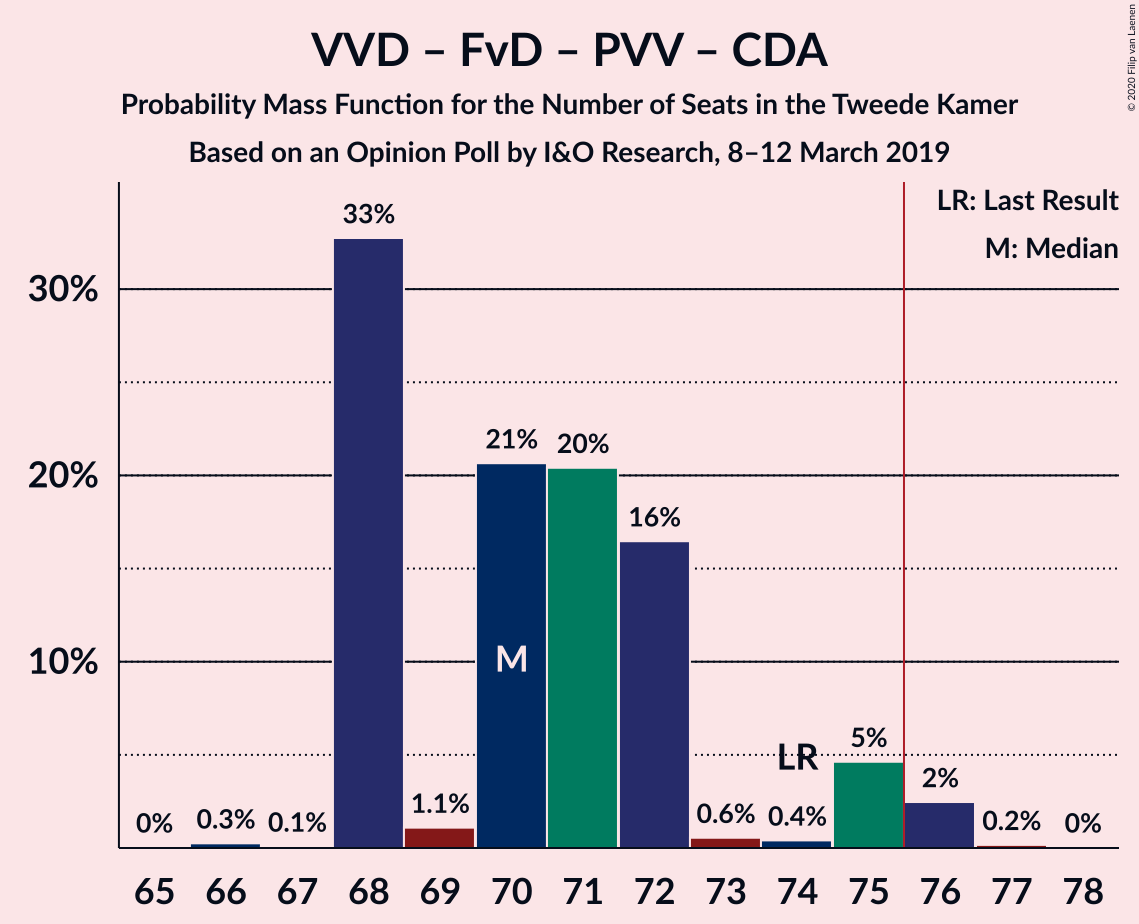 VVD – FvD – PVV – CDA
Probability Mass Function for the Number of Seats in the Tweede Kamer
Based on an Opinion Poll by I&O Research, 8–12 March 2019
© 2020 Filip van Laenen
LR: Last Result
M: Median
30%
20%
10%
0%
0.3%
0.1%
33%
1.1%
21%
20%
16%
0.6%
0.4%
5%
2%
0.2%
0%
M
LR
65 66 67 68 69 70 71 72 73 74 75 76 77 78